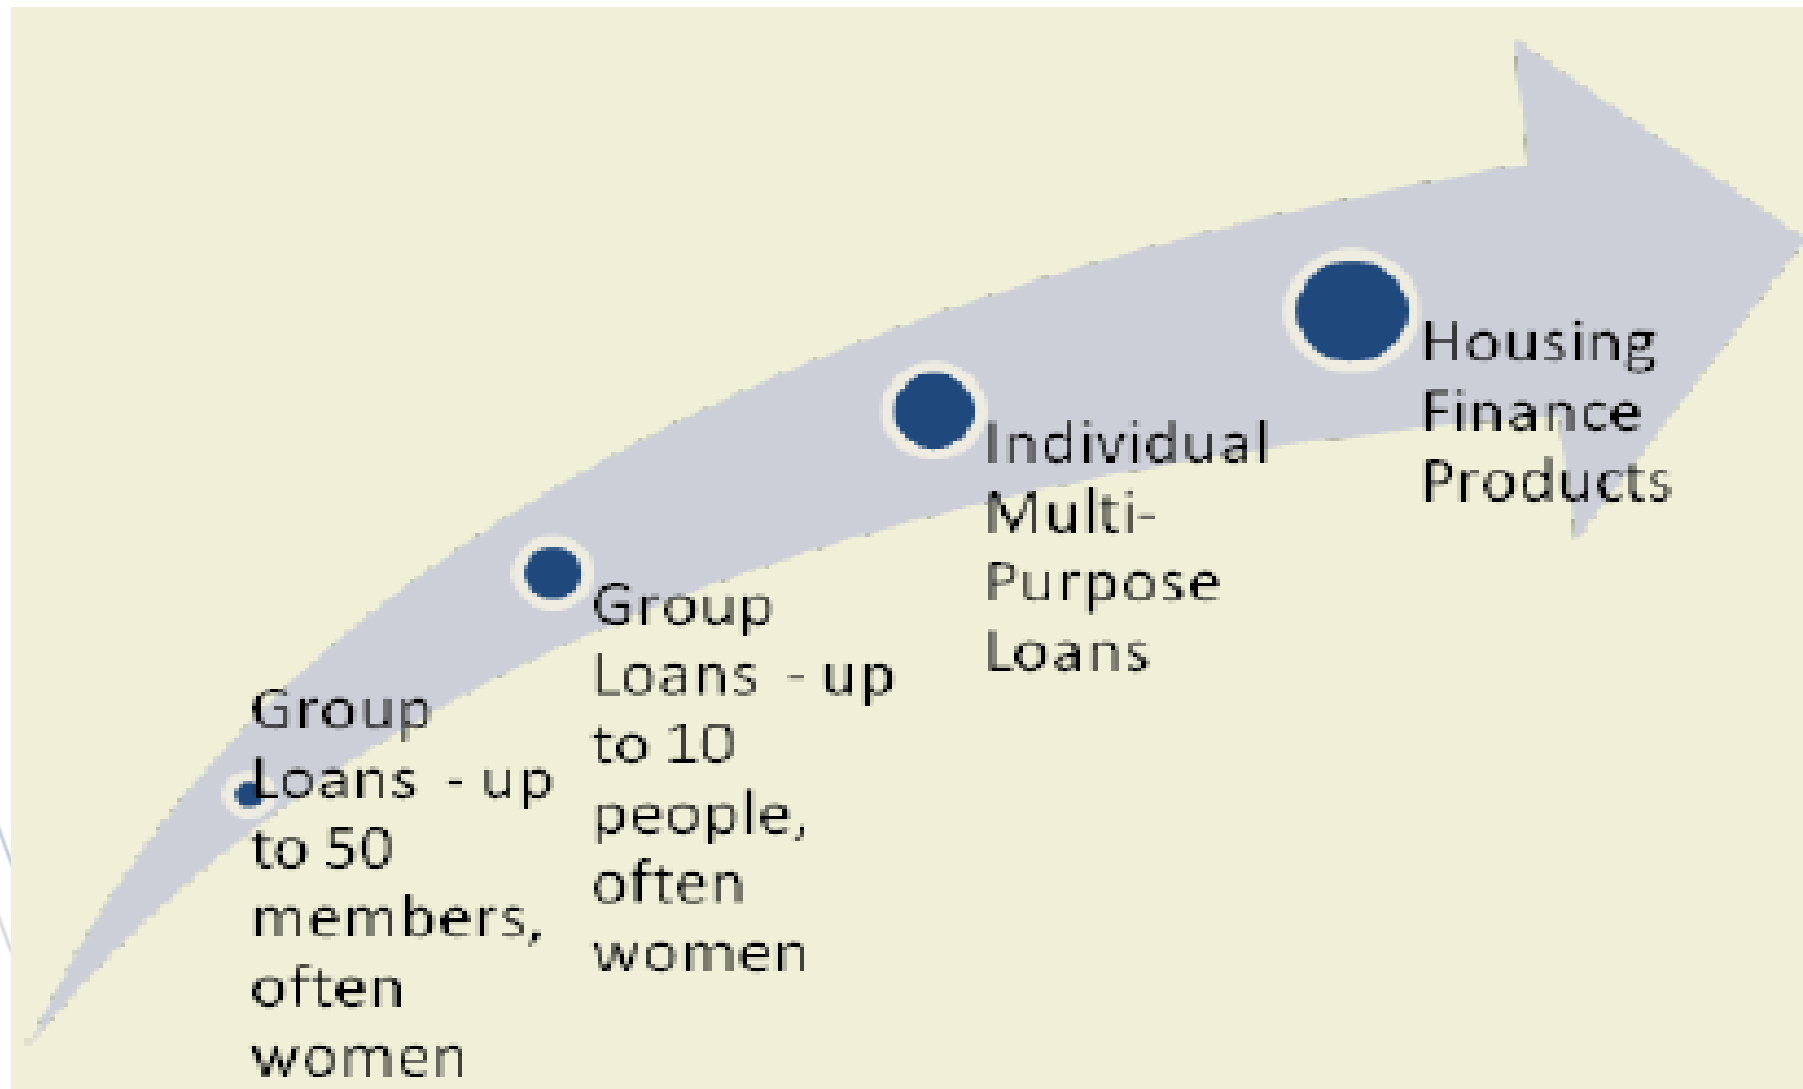 Group
Loans - up
to 50
members,
often
women
Group
Loans - up
to 10
people,
often
women
Individual
Multi-
Purpose
Loans
Housing
Finance
Products